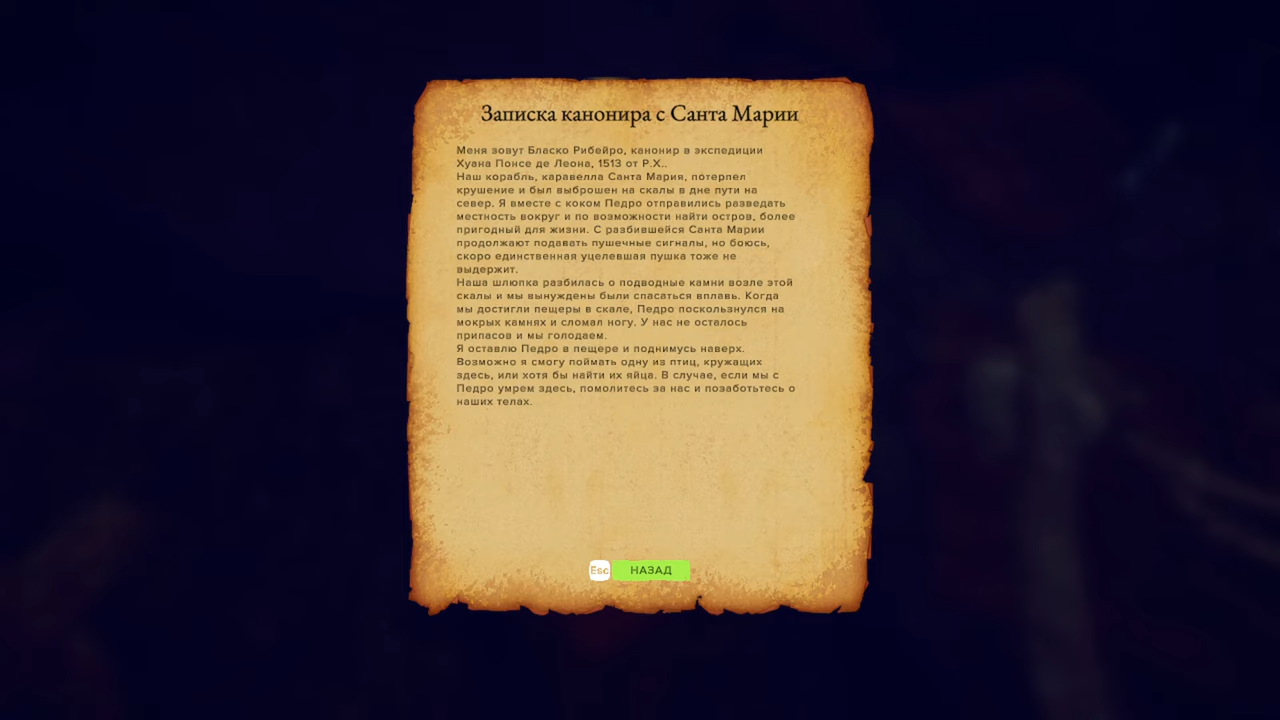 Записка канонира с Санта Марии
Меня зовут Бласко Рибейро, канонир в экспедиции
Хуана Понсе де Леона, 1513 от Р.Х..
Наш корабль, каравелла Санта Мария, потерпел
крушение и был выброшен на скалы в дне пути на
север. Я вместе с коком Педро отправились разведать
местность вокруг и по возможности найти остров, более
пригодный для жизни. С разбившейся Санта Марии
продолжают подавать пушечные сигналы, но боюсь,
скоро единственная уцелевшая пушка тоже не
выдержит.
Наша шлюпка разбилась о подводные камни возле этой
скалы и мы вынуждены были спасаться вплавь. Когда
мы достигли пещеры в скале, Педро поскользнулся на
мокрых камнях и сломал ногу. У нас не осталось
припасов и мы голодаем.
Я оставлю Педро в пещере и поднимусь наверх.
Возможно я смогу поймать одну из птиц, кружащих
здесь, или хотя бы найти их яйца. В случае, если мы с
Педро умрем здесь, помолитесь за нас и позаботьтесь о
наших телах.
Esc НАЗАД